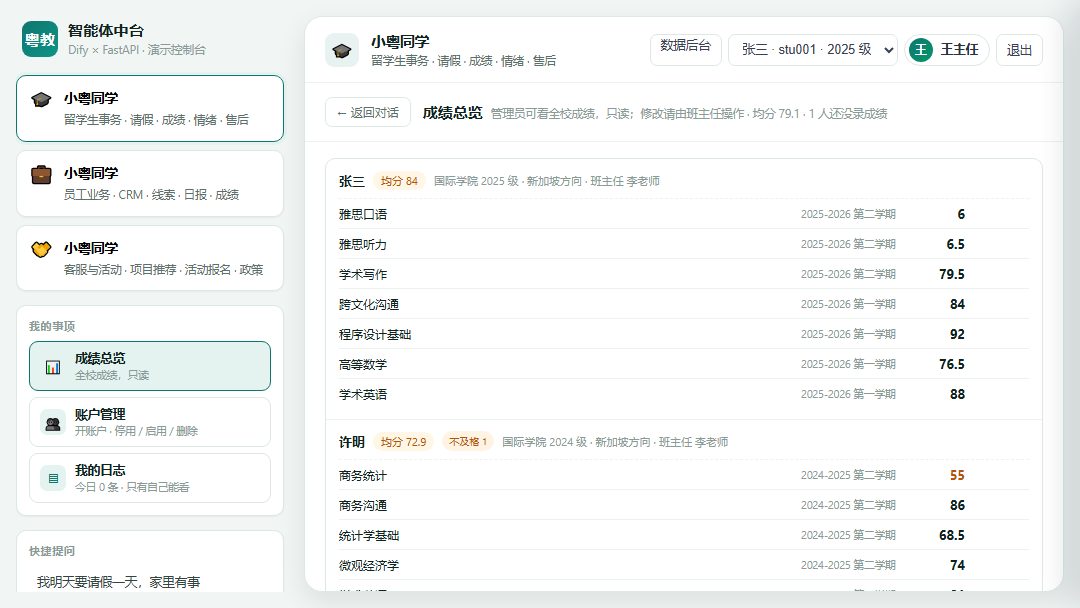 粤教
智能体中台
Dify × FastAPI · 演示控制台
小粤同学
留学生事务 · 请假 · 成绩 · 情绪 · 售后
小粤同学
员工业务 · CRM · 线索 · 日报 · 成绩
小粤同学
客服与活动 · 项目推荐 · 活动报名 · 政策
我的事项
成绩总览
全校成绩，只读
账户管理
开账户 · 停用 / 启用 / 删除
我的日志
今日 0 条 · 只有自己能看
快捷提问
我明天要请假一天，家里有事
小粤同学
留学生事务 · 请假 · 成绩 · 情绪 · 售后
数据后台
张三 · stu001 · 2025 级
王
王主任
退出
← 返回对话
成绩总览
管理员可看全校成绩，只读；修改请由班主任操作 · 均分 79.1 · 1 人还没录成绩
张三 均分 84 国际学院 2025 级 · 新加坡方向 · 班主任 李老师
雅思口语 2025-2026 第二学期 6
雅思听力 2025-2026 第二学期 6.5
学术写作 2025-2026 第二学期 79.5
跨文化沟通 2025-2026 第一学期 84
程序设计基础 2025-2026 第一学期 92
高等数学 2025-2026 第一学期 76.5
学术英语 2025-2026 第一学期 88
许明 均分 72.9 不及格 1 国际学院 2024 级 · 新加坡方向 · 班主任 李老师
商务统计 2024-2025 第二学期 55
商务沟通 2024-2025 第二学期 86
统计学基础 2024-2025 第二学期 68.5
微观经济学 2024-2025 第二学期 74